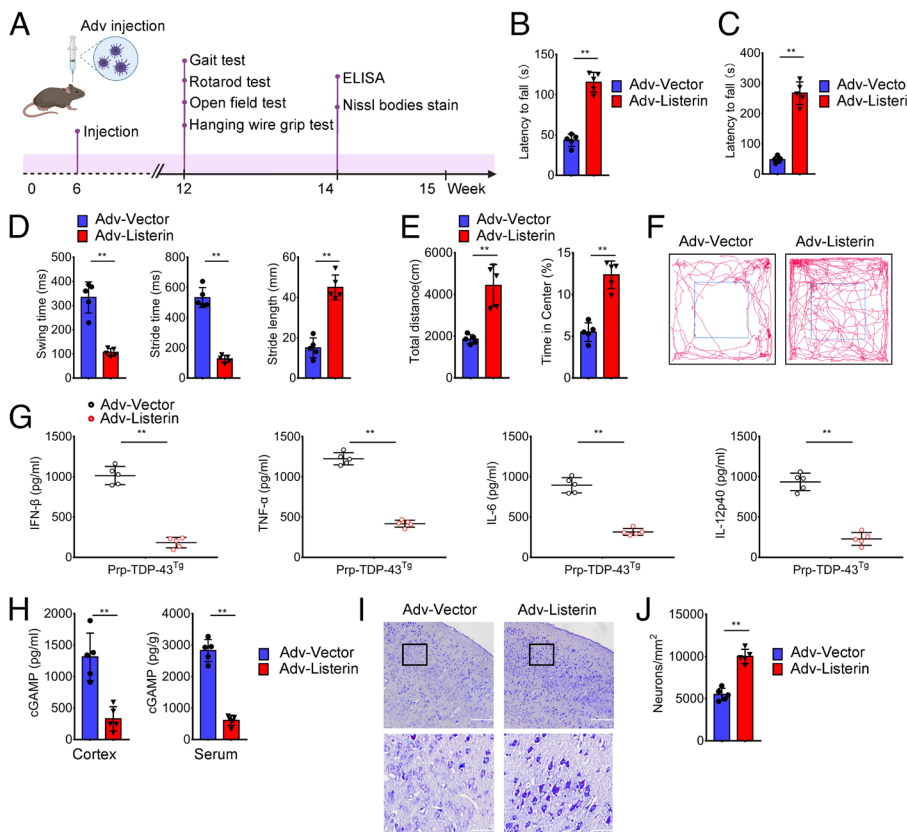 A
Adv injection
Injection
Gait test
Rotarod test
Open field test
Hanging wire grip test
ELISA
Nissl bodies stain
0
6
12
14
15
Week
B
Latency to fall (s)
200
150
100
50
0
**
Adv-Vector
Adv-Listerin
C
Latency to fall (s)
400
300
200
100
0
**
Adv-Vector
Adv-Listerin
D
Adv-Vector
Adv-Listerin
Swing time (ms)
500
400
300
200
100
0
**
Stride time (ms)
800
600
400
200
0
**
Stride length (mm)
60
40
20
0
**
E
Adv-Vector
Adv-Listerin
Total distance(cm)
6000
4000
2000
0
**
Time in Center (%)
15
10
5
0
**
F
Adv-Vector
Adv-Listerin
G
Adv-Vector
Adv-Listerin
IFN-β (pg/ml)
1500
1000
500
0
**
Prp-TDP-43Tg
TNF-α (pg/ml)
1500
1000
500
0
**
Prp-TDP-43Tg
IL-6 (pg/ml)
1500
1000
500
0
**
Prp-TDP-43Tg
IL-12p40 (pg/ml)
1500
1000
500
0
**
Prp-TDP-43Tg
H
cGAMP (pg/ml)
2000
1500
1000
500
0
**
Cortex
cGAMP (pg/g)
4000
3000
2000
1000
0
**
Serum
Adv-Vector
Adv-Listerin
I
Adv-Vector
Adv-Listerin
J
Neurons/mm2
15000
10000
5000
0
**
Adv-Vector
Adv-Listerin